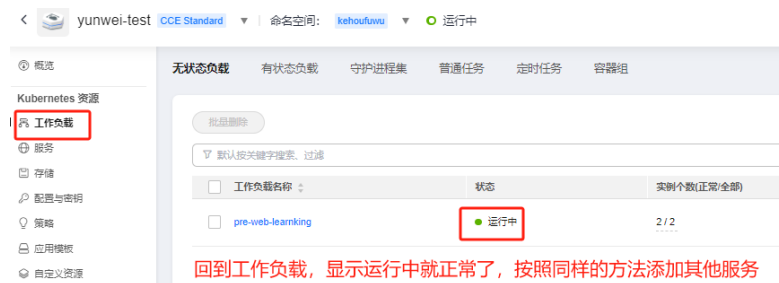 yunwei-test CCE Standard 命名空间: kehoufuwu 运行中
概览
无状态负载 有状态负载 守护进程集 普通任务 定时任务 容器组
Kubernetes 资源
工作负载
批量删除
服务
默认按关键字搜索、过滤
存储
工作负载名称 状态 实例个数(正常/全部)
配置与密钥
策略
pre-web-learnking 运行中 2 / 2
应用模板
自定义资源
回到工作负载，显示运行中就正常了，按照同样的方法添加其他服务